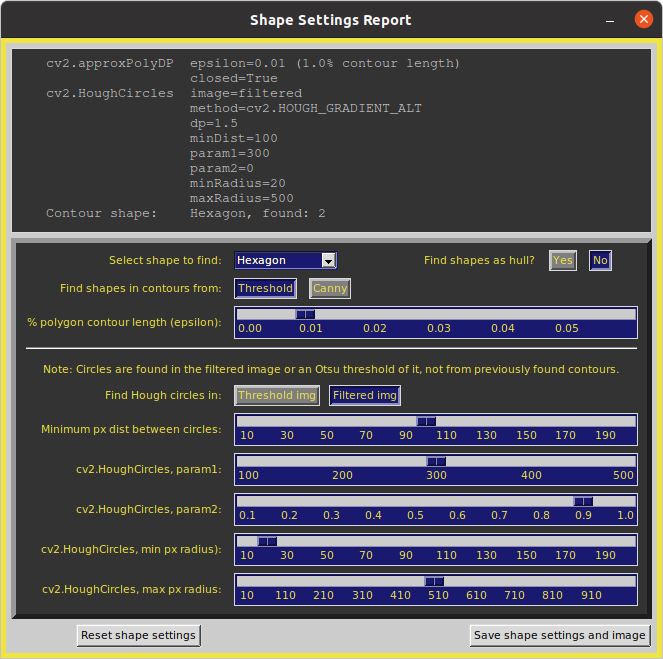 Shape Settings Report
cv2.approxPolyDP epsilon=0.01 (1.0% contour length)
closed=True
cv2.HoughCircles image=filtered
method=cv2.HOUGH_GRADIENT_ALT
dp=1.5
minDist=100
param1=300
param2=0
minRadius=20
maxRadius=500
Contour shape: Hexagon, found: 2
Select shape to find: Hexagon Find shapes as hull? Yes No
Find shapes in contours from: Threshold Canny
% polygon contour length (epsilon):
0.00 0.01 0.02 0.03 0.04 0.05
Note: Circles are found in the filtered image or an Otsu threshold of it, not from previously found contours.
Find Hough circles in: Threshold img Filtered img
Minimum px dist between circles:
10 30 50 70 90 110 130 150 170 190
cv2.HoughCircles, param1:
100 200 300 400 500
cv2.HoughCircles, param2:
0.1 0.2 0.3 0.4 0.5 0.6 0.7 0.8 0.9 1.0
cv2.HoughCircles, min px radius):
10 30 50 70 90 110 130 150 170 190
cv2.HoughCircles, max px radius:
10 110 210 310 410 510 610 710 810 910
Reset shape settings Save shape settings and image